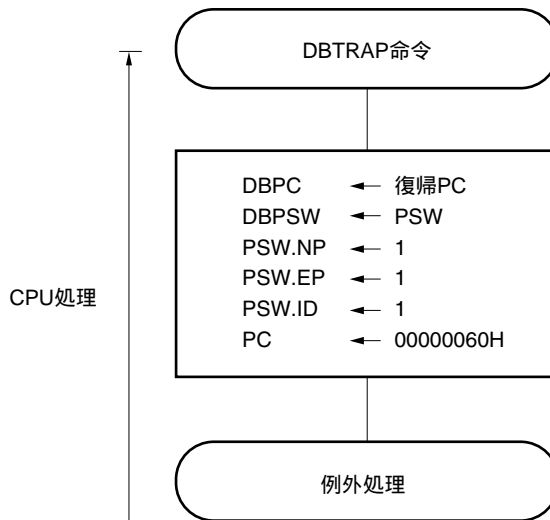 DBTRAP命令
DBPC ← 復帰PC
DBPSW ← PSW
PSW.NP ← 1
PSW.EP ← 1
PSW.ID ← 1
PC ← 00000060H
CPU処理
例外処理